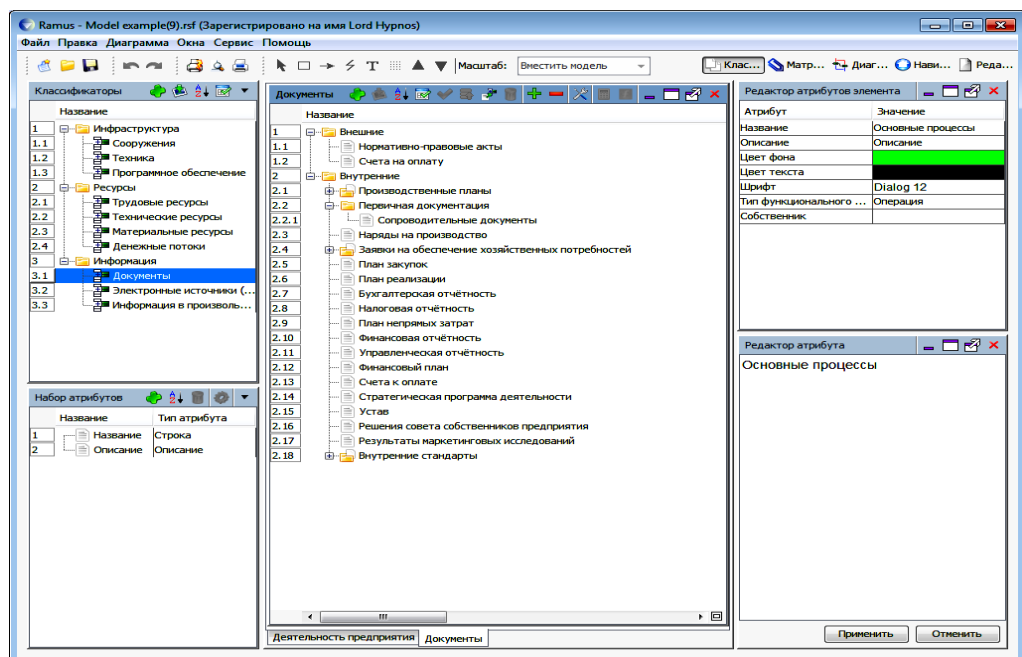 Ramus - Model example(9).rsf (Зарегистрировано на имя Lord Hypnos)
Файл Правка Диаграмма Окна Сервис Помощь
Масштаб: Вместить модель Клас... Матр... Диаг... Нави... Реда...
Классификаторы
Название
1 Инфраструктура
1.1 Сооружения
1.2 Техника
1.3 Программное обеспечение
2 Ресурсы
2.1 Трудовые ресурсы
2.2 Технические ресурсы
2.3 Материальные ресурсы
2.4 Денежные потоки
3 Информация
3.1 Документы
3.2 Электронные источники (...
3.3 Информация в произволь...
Набор атрибутов
Название Тип атрибута
1 Название Строка
2 Описание Описание
Документы
Название
1 Внешние
1.1 Нормативно-правовые акты
1.2 Счета на оплату
2 Внутренние
2.1 Производственные планы
2.2 Первичная документация
2.2.1 Сопроводительные документы
2.3 Наряды на производство
2.4 Заявки на обеспечение хозяйственных потребностей
2.5 План закупок
2.6 План реализации
2.7 Бухгалтерская отчётность
2.8 Налоговая отчётность
2.9 План непрямых затрат
2.10 Финансовая отчётность
2.11 Управленческая отчётность
2.12 Финансовый план
2.13 Счета к оплате
2.14 Стратегическая программа деятельности
2.15 Устав
2.16 Решения совета собственников предприятия
2.17 Результаты маркетинговых исследований
2.18 Внутренние стандарты
Деятельность предприятия Документы
Редактор атрибутов элемента
Атрибут Значение
Название Основные процессы
Описание Описание
Цвет фона
Цвет текста
Шрифт Dialog 12
Тип функционального ... Операция
Собственник
Редактор атрибута
Основные процессы
Применить Отменить